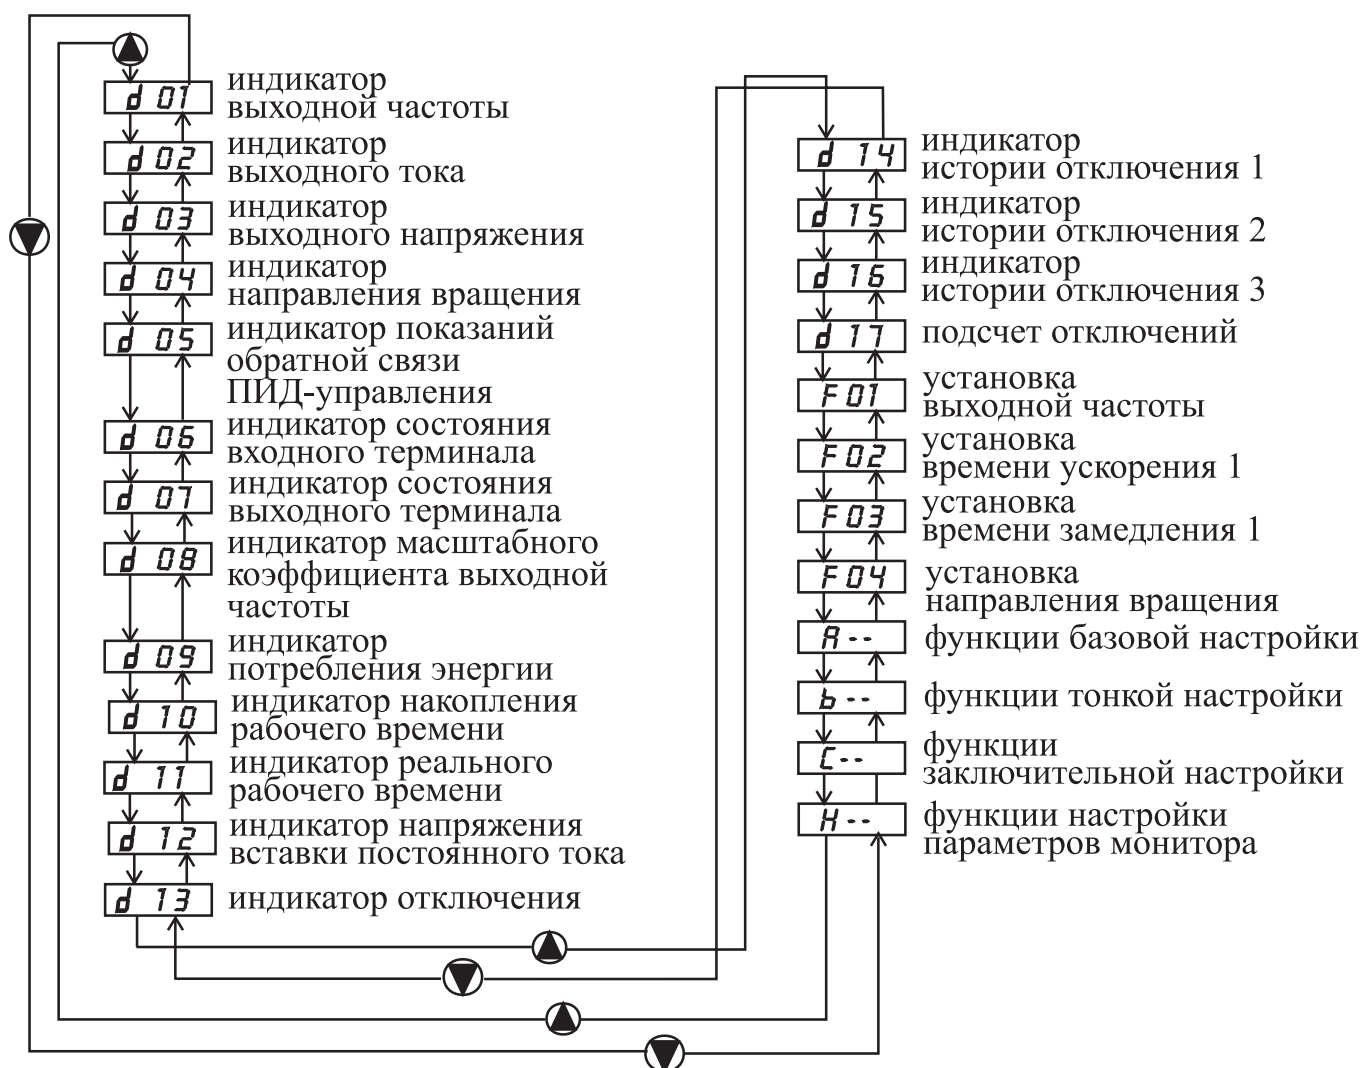 d 01
индикатор
выходной частоты
d 02
индикатор
выходного тока
d 03
индикатор
выходного напряжения
d 04
индикатор
направления вращения
d 05
индикатор показаний
обратной связи
ПИД-управления
d 06
индикатор состояния
входного терминала
d 07
индикатор состояния
выходного терминала
d 08
индикатор масштабного
коэффициента выходной
частоты
d 09
индикатор
потребления энергии
d 10
индикатор накопления
рабочего времени
d 11
индикатор реального
рабочего времени
d 12
индикатор напряжения
вставки постоянного тока
d 13
индикатор отключения
d 14
индикатор
истории отключения 1
d 15
индикатор
истории отключения 2
d 16
индикатор
истории отключения 3
d 17
подсчет отключений
F 01
установка
выходной частоты
F 02
установка
времени ускорения 1
F 03
установка
времени замедления 1
F 04
установка
направления вращения
A--
функции базовой настройки
b--
функции тонкой настройки
C--
функции
заключительной настройки
H--
функции настройки
параметров монитора